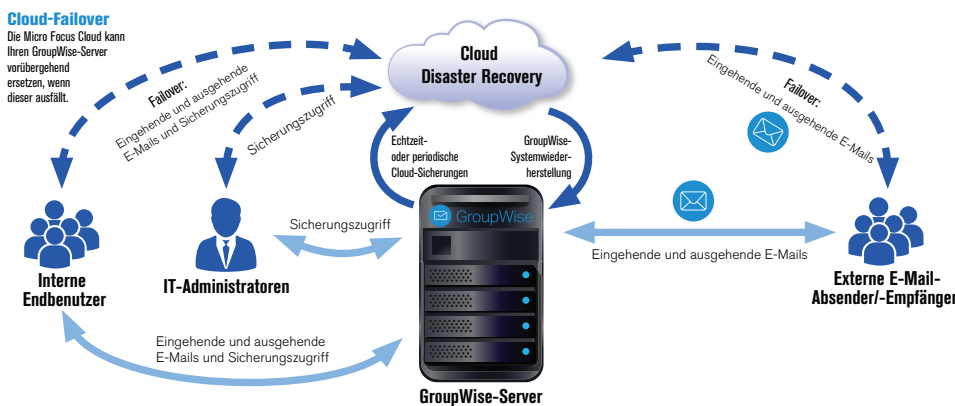 Cloud-Failover
Die Micro Focus Cloud kann
Ihren GroupWise-Server
vorübergehend
ersetzen, wenn
dieser ausfällt.
Cloud
Disaster Recovery
Failover:
Eingehende und ausgehende
E-Mails und Sicherungszugriff
Sicherungszugriff
Failover:
Eingehende und ausgehende E-Mails
Echtzeit-
oder periodische
Cloud-Sicherungen
GroupWise-
Systemwieder-
herstellung
GroupWise
Sicherungszugriff
Eingehende und ausgehende E-Mails
Interne
Endbenutzer
IT-Administratoren
Externe E-Mail-
Absender/-Empfänger
Eingehende und ausgehende
E-Mails und Sicherungszugriff
GroupWise-Server